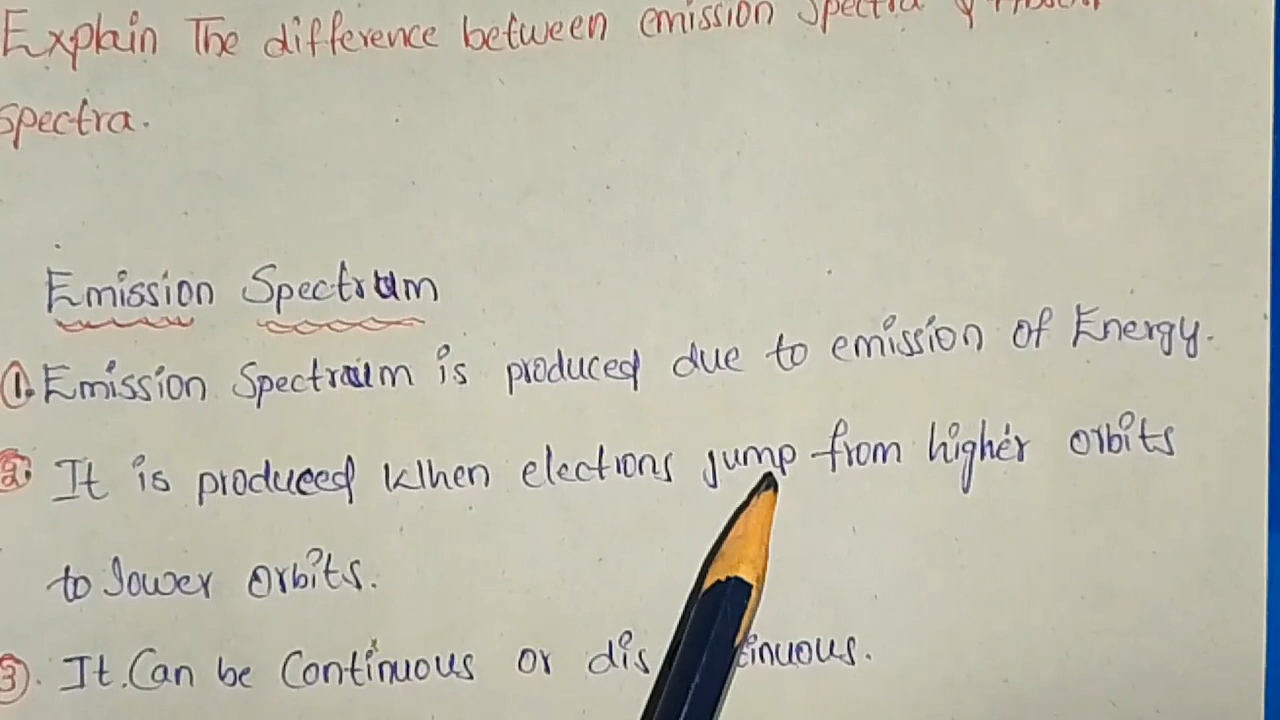 Explain The difference between emission Spectra &
Spectra.
Emission Spectrum
1. Emission Spectrum is produced due to emission of Energy.
2. It is produced When electrons jump from higher orbits
to lower orbits.
3. It. Can be Continuous or